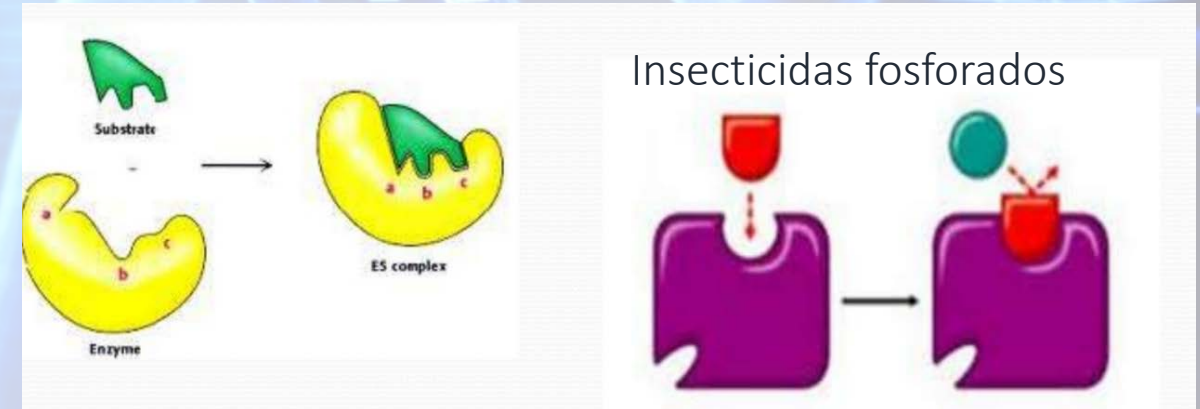 Insecticidas fosforados
Substrate
a
b
c
Enzyme
a
b
c
ES complex